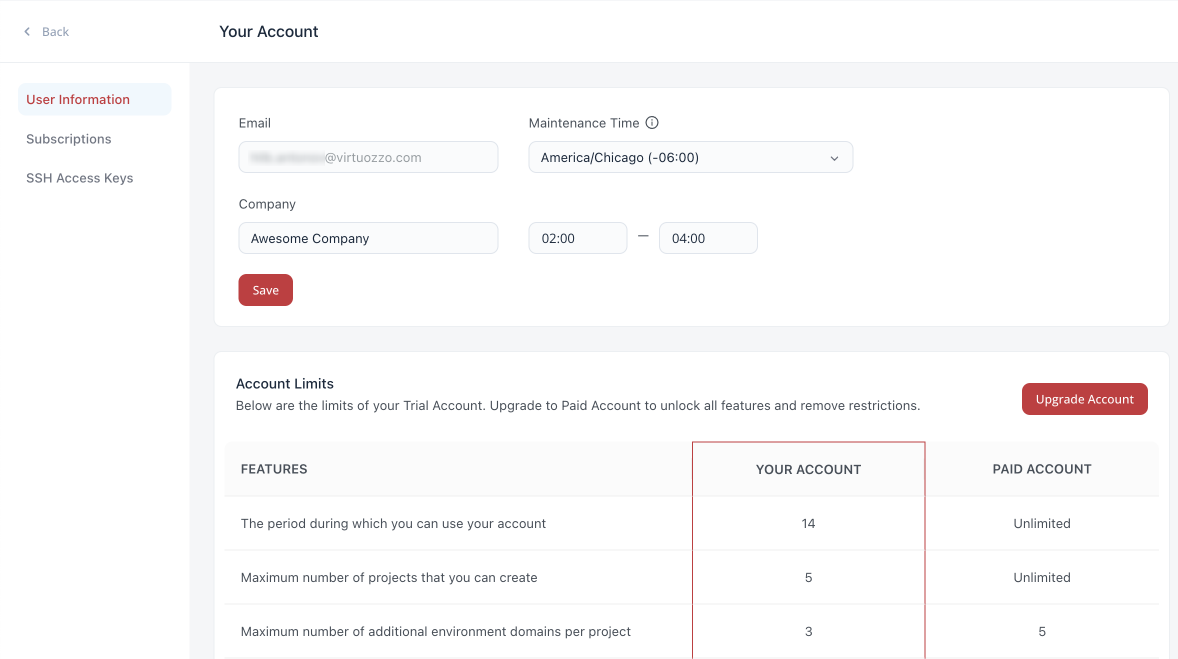 Back
Your Account
User Information
Subscriptions
SSH Access Keys
Email
Maintenance Time
@virtuozzo.com
America/Chicago (-06:00)
Company
Awesome Company
02:00 — 04:00
Save
Account Limits
Below are the limits of your Trial Account. Upgrade to Paid Account to unlock all features and remove restrictions.
Upgrade Account
FEATURES YOUR ACCOUNT PAID ACCOUNT
The period during which you can use your account 14 Unlimited
Maximum number of projects that you can create 5 Unlimited
Maximum number of additional environment domains per project 3 5